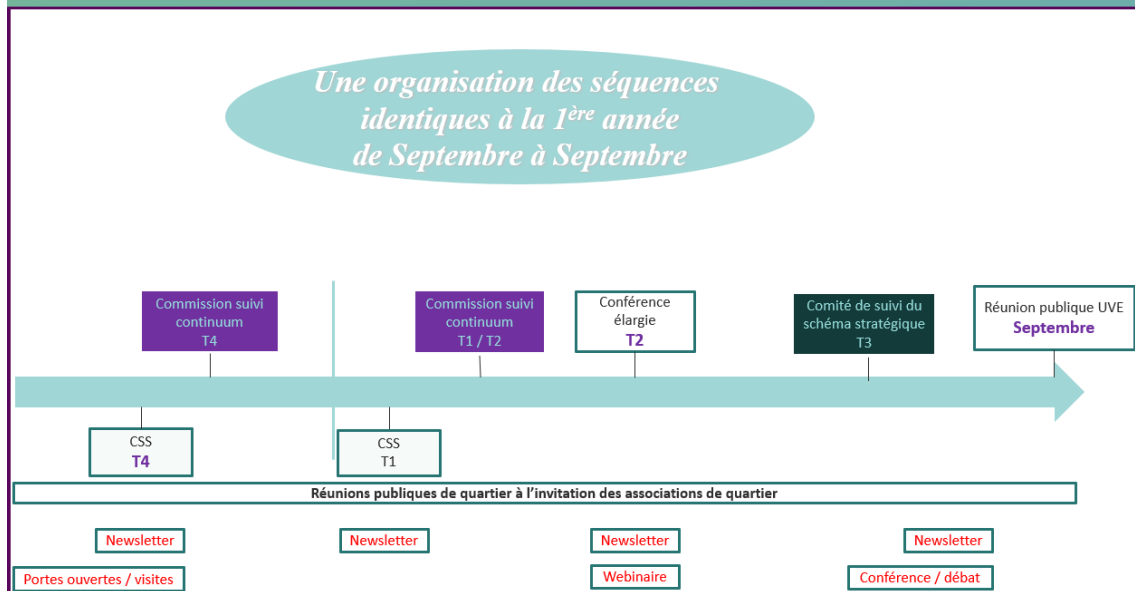 Une organisation des séquences
identiques à la 1ère année
de Septembre à Septembre
Commission suivi
continuum
T4
Commission suivi
continuum
T1 / T2
Conférence
élargie
T2
Comité de suivi du
schéma stratégique
T3
Réunion publique UVE
Septembre
CSS
T4
CSS
T1
Réunions publiques de quartier à l’invitation des associations de quartier
Newsletter
Newsletter
Newsletter
Newsletter
Portes ouvertes / visites
Webinaire
Conférence / débat